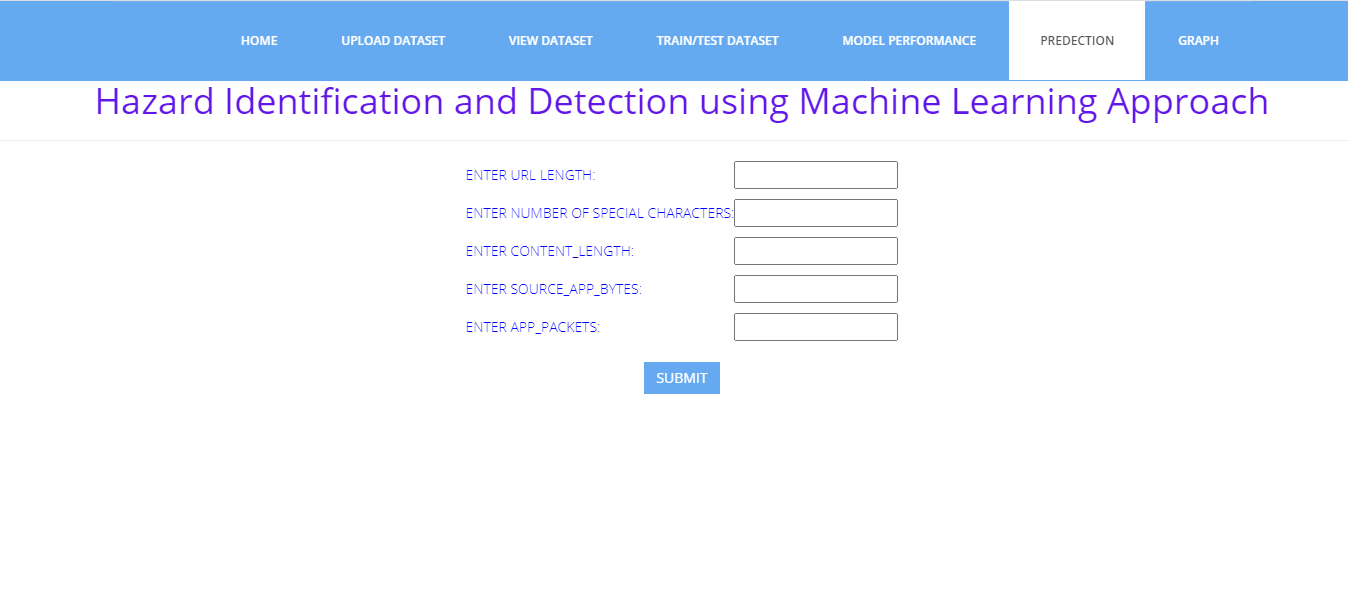 HOME UPLOAD DATASET VIEW DATASET TRAIN/TEST DATASET MODEL PERFORMANCE PREDECTION GRAPH
Hazard Identification and Detection using Machine Learning Approach
ENTER URL LENGTH:
ENTER NUMBER OF SPECIAL CHARACTERS:
ENTER CONTENT_LENGTH:
ENTER SOURCE_APP_BYTES:
ENTER APP_PACKETS:
SUBMIT